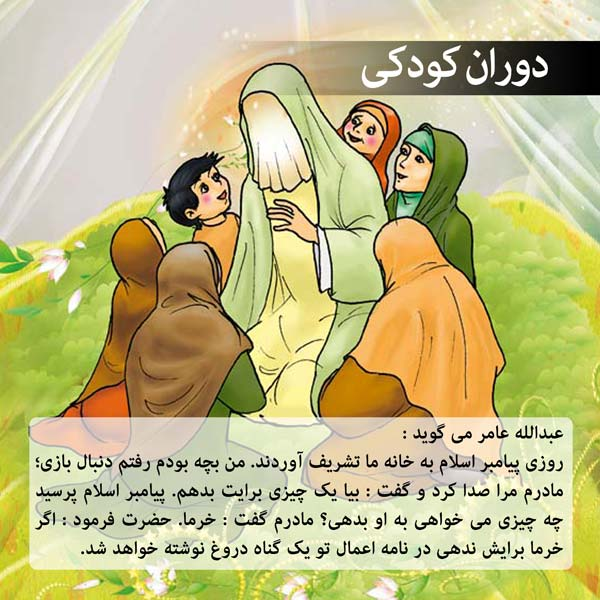 دوران کودکی
عبدالله عامر می گوید :
روزی پیامبر اسلام به خانه ما تشریف آوردند. من بچه بودم رفتم دنبال بازی؛
مادرم مرا صدا کرد و گفت : بیا یک چیزی برایت بدهم. پیامبر اسلام پرسید
چه چیزی می خواهی به او بدهی؟ مادرم گفت : خرما. حضرت فرمود : اگر
خرما برایش ندهی در نامه اعمال تو یک گناه دروغ نوشته خواهد شد.